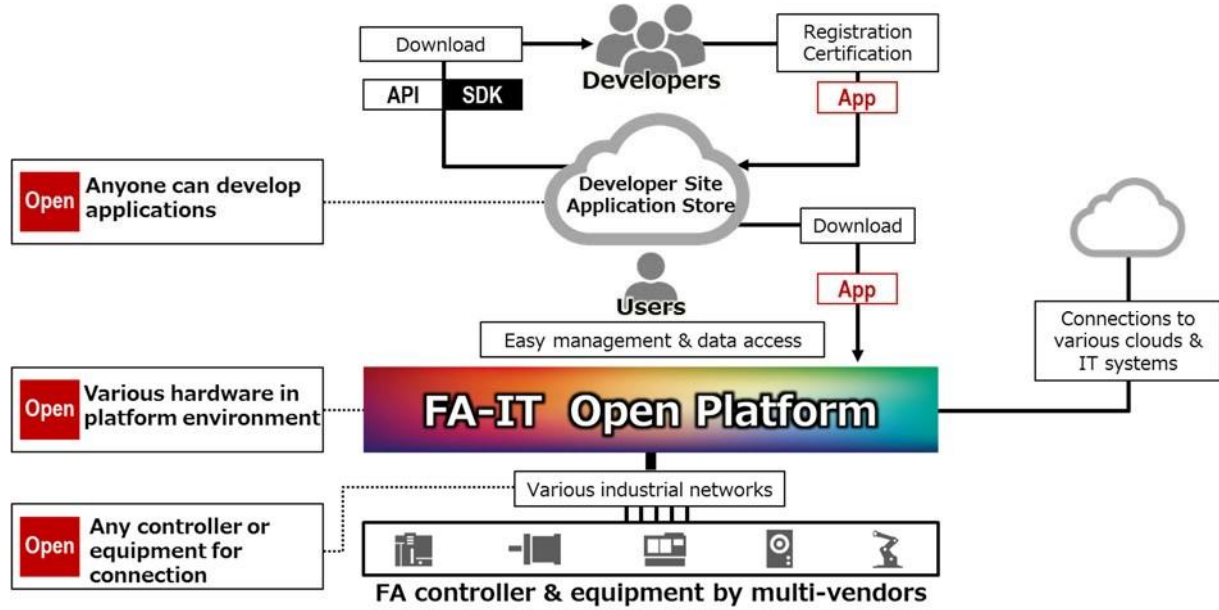 Download
Registration
Certification
Developers
API SDK
App
Open
Anyone can develop
applications
Developer Site
Application Store
Download
App
Users
Easy management & data access
Connections to
various clouds &
IT systems
Open
Various hardware in
platform environment
FA-IT Open Platform
Various industrial networks
Open
Any controller or
equipment for
connection
FA controller & equipment by multi-vendors